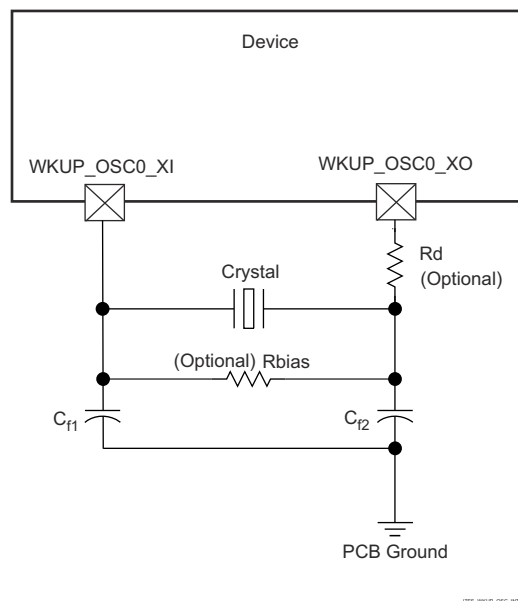 Device
WKUP_OSC0_XI
WKUP_OSC0_XO
Rd
(Optional)
Crystal
(Optional) Rbias
Cf1
Cf2
PCB Ground